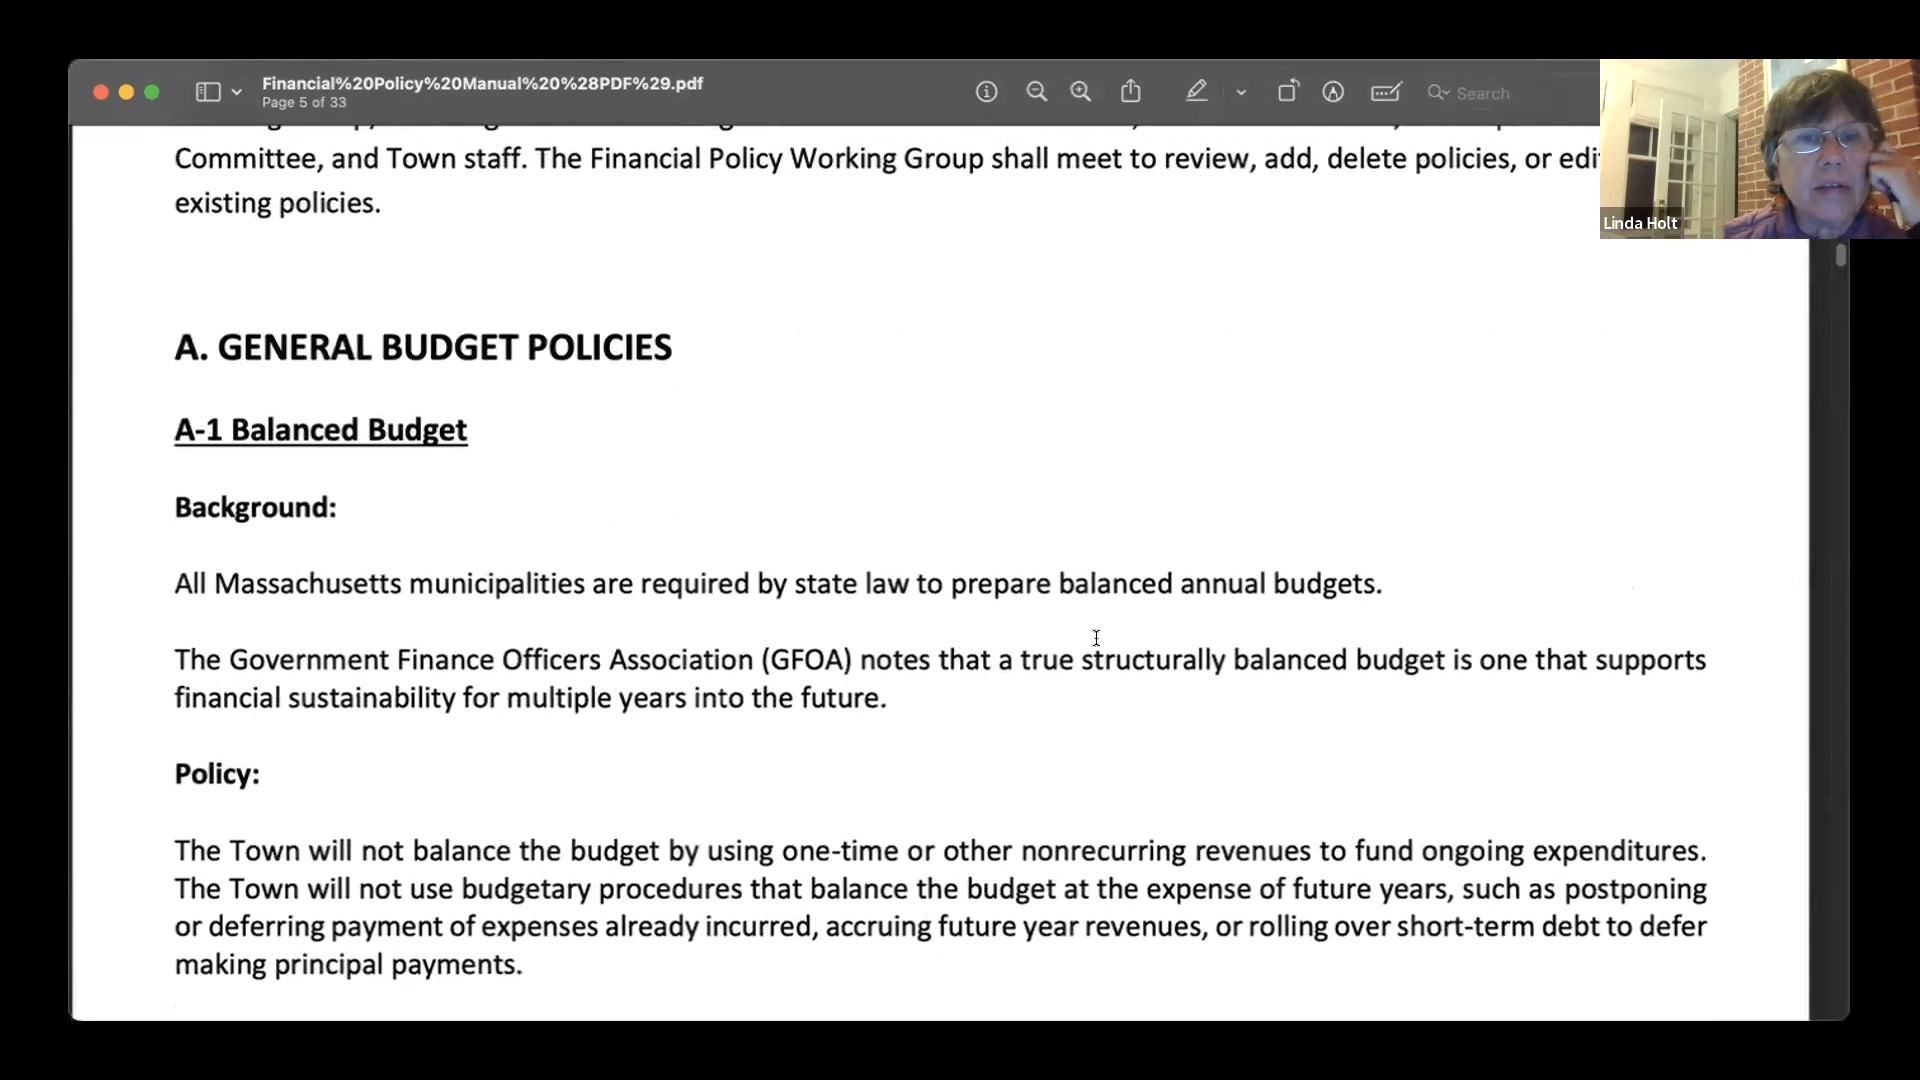 Financial%20Policy%20Manual%20%28PDF%29.pdf
Page 5 of 33
Search
Linda Holt
Committee, and Town staff. The Financial Policy Working Group shall meet to review, add, delete policies, or
existing policies.
A. GENERAL BUDGET POLICIES
A-1 Balanced Budget
Background:
All Massachusetts municipalities are required by state law to prepare balanced annual budgets.
The Government Finance Officers Association (GFOA) notes that a true structurally balanced budget is one that supports
financial sustainability for multiple years into the future.
Policy:
The Town will not balance the budget by using one-time or other nonrecurring revenues to fund ongoing expenditures.
The Town will not use budgetary procedures that balance the budget at the expense of future years, such as postponing
or deferring payment of expenses already incurred, accruing future year revenues, or rolling over short-term debt to defer
making principal payments.